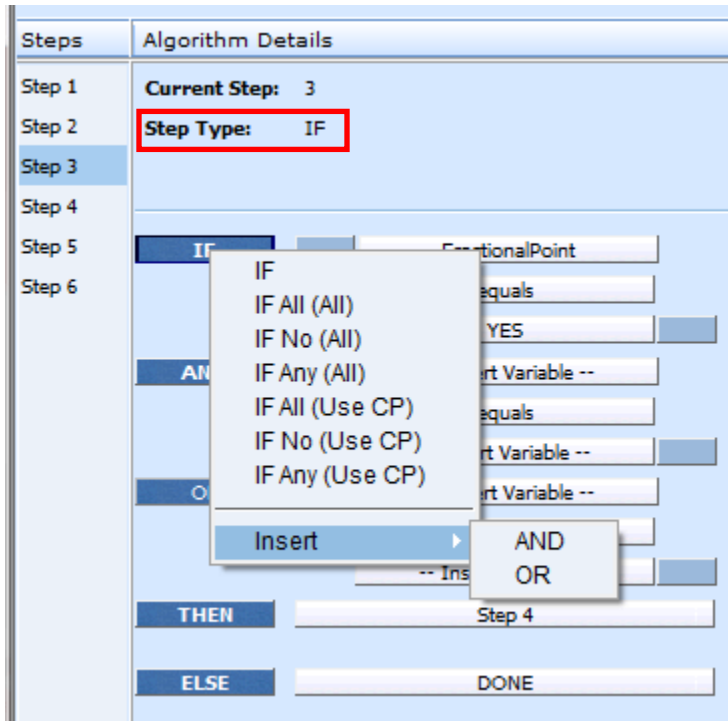 Steps Algorithm Details
Step 1
Step 2
Step 3
Step 4
Step 5
Step 6
Current Step: 3
Step Type: IF
IF
equals
YES
equals
THEN Step 4
ELSE DONE
IF
IF All (All)
IF No (All)
IF Any (All)
IF All (Use CP)
IF No (Use CP)
IF Any (Use CP)
Insert
AND
OR